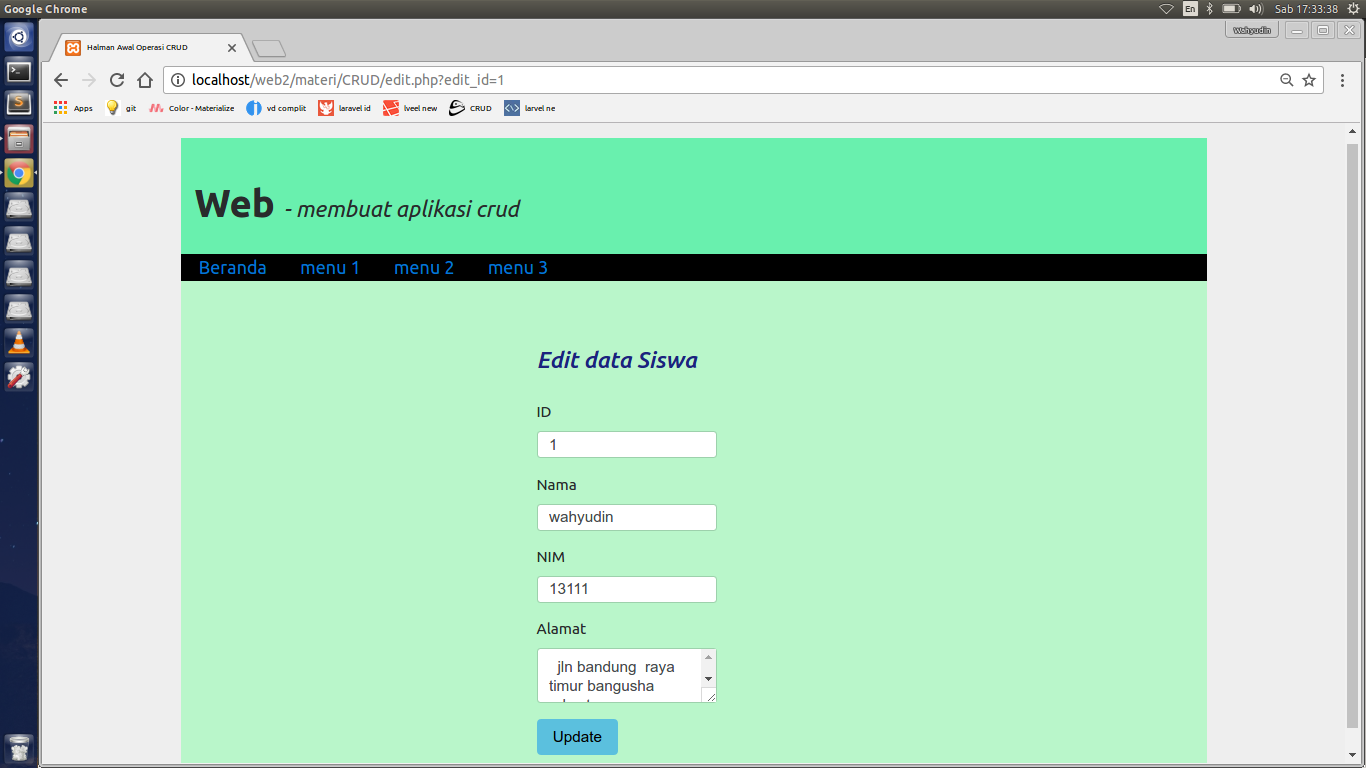 Google Chrome
En
Sab 17:33:38
Wahyudin
Halman Awal Operasi CRUD
localhost/web2/materi/CRUD/edit.php?edit_id=1
Apps git Color - Materialize vd complit laravel id lveel new CRUD larvel ne
Web - membuat aplikasi crud
Beranda menu 1 menu 2 menu 3
Edit data Siswa
ID
1
Nama
wahyudin
NIM
13111
Alamat
jln bandung raya
timur bangusha
Update